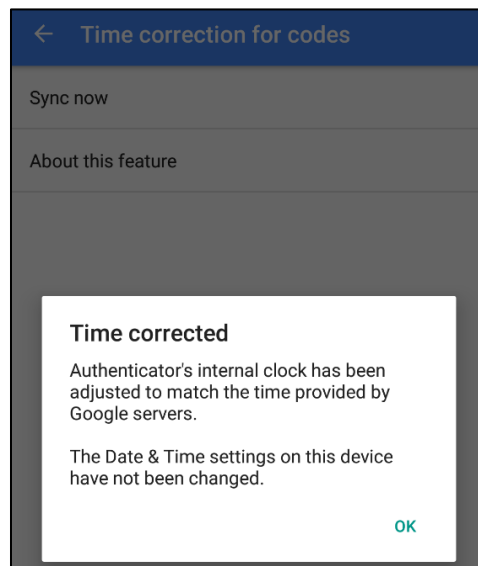 Time correction for codes
Sync now
About this feature
Time corrected
Authenticator's internal clock has been
adjusted to match the time provided by
Google servers.
The Date & Time settings on this device
have not been changed.
OK